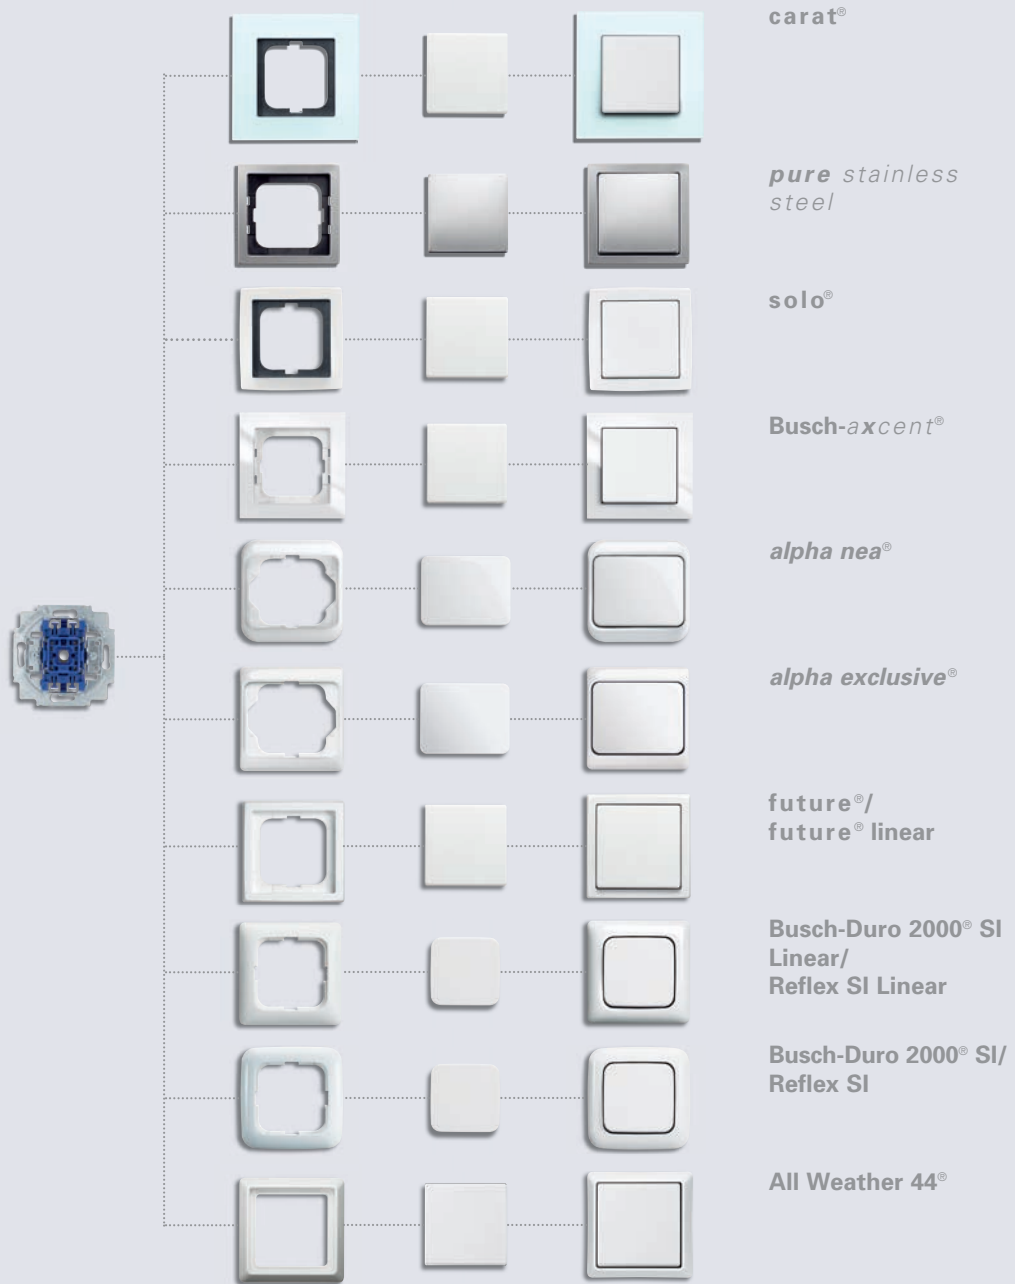 carat®
pure stainless
steel
solo®
Busch-axcent®
alpha nea®
alpha exclusive®
future®/
future® linear
Busch-Duro 2000® SI
Linear/
Reflex SI Linear
Busch-Duro 2000® SI/
Reflex SI
All Weather 44®